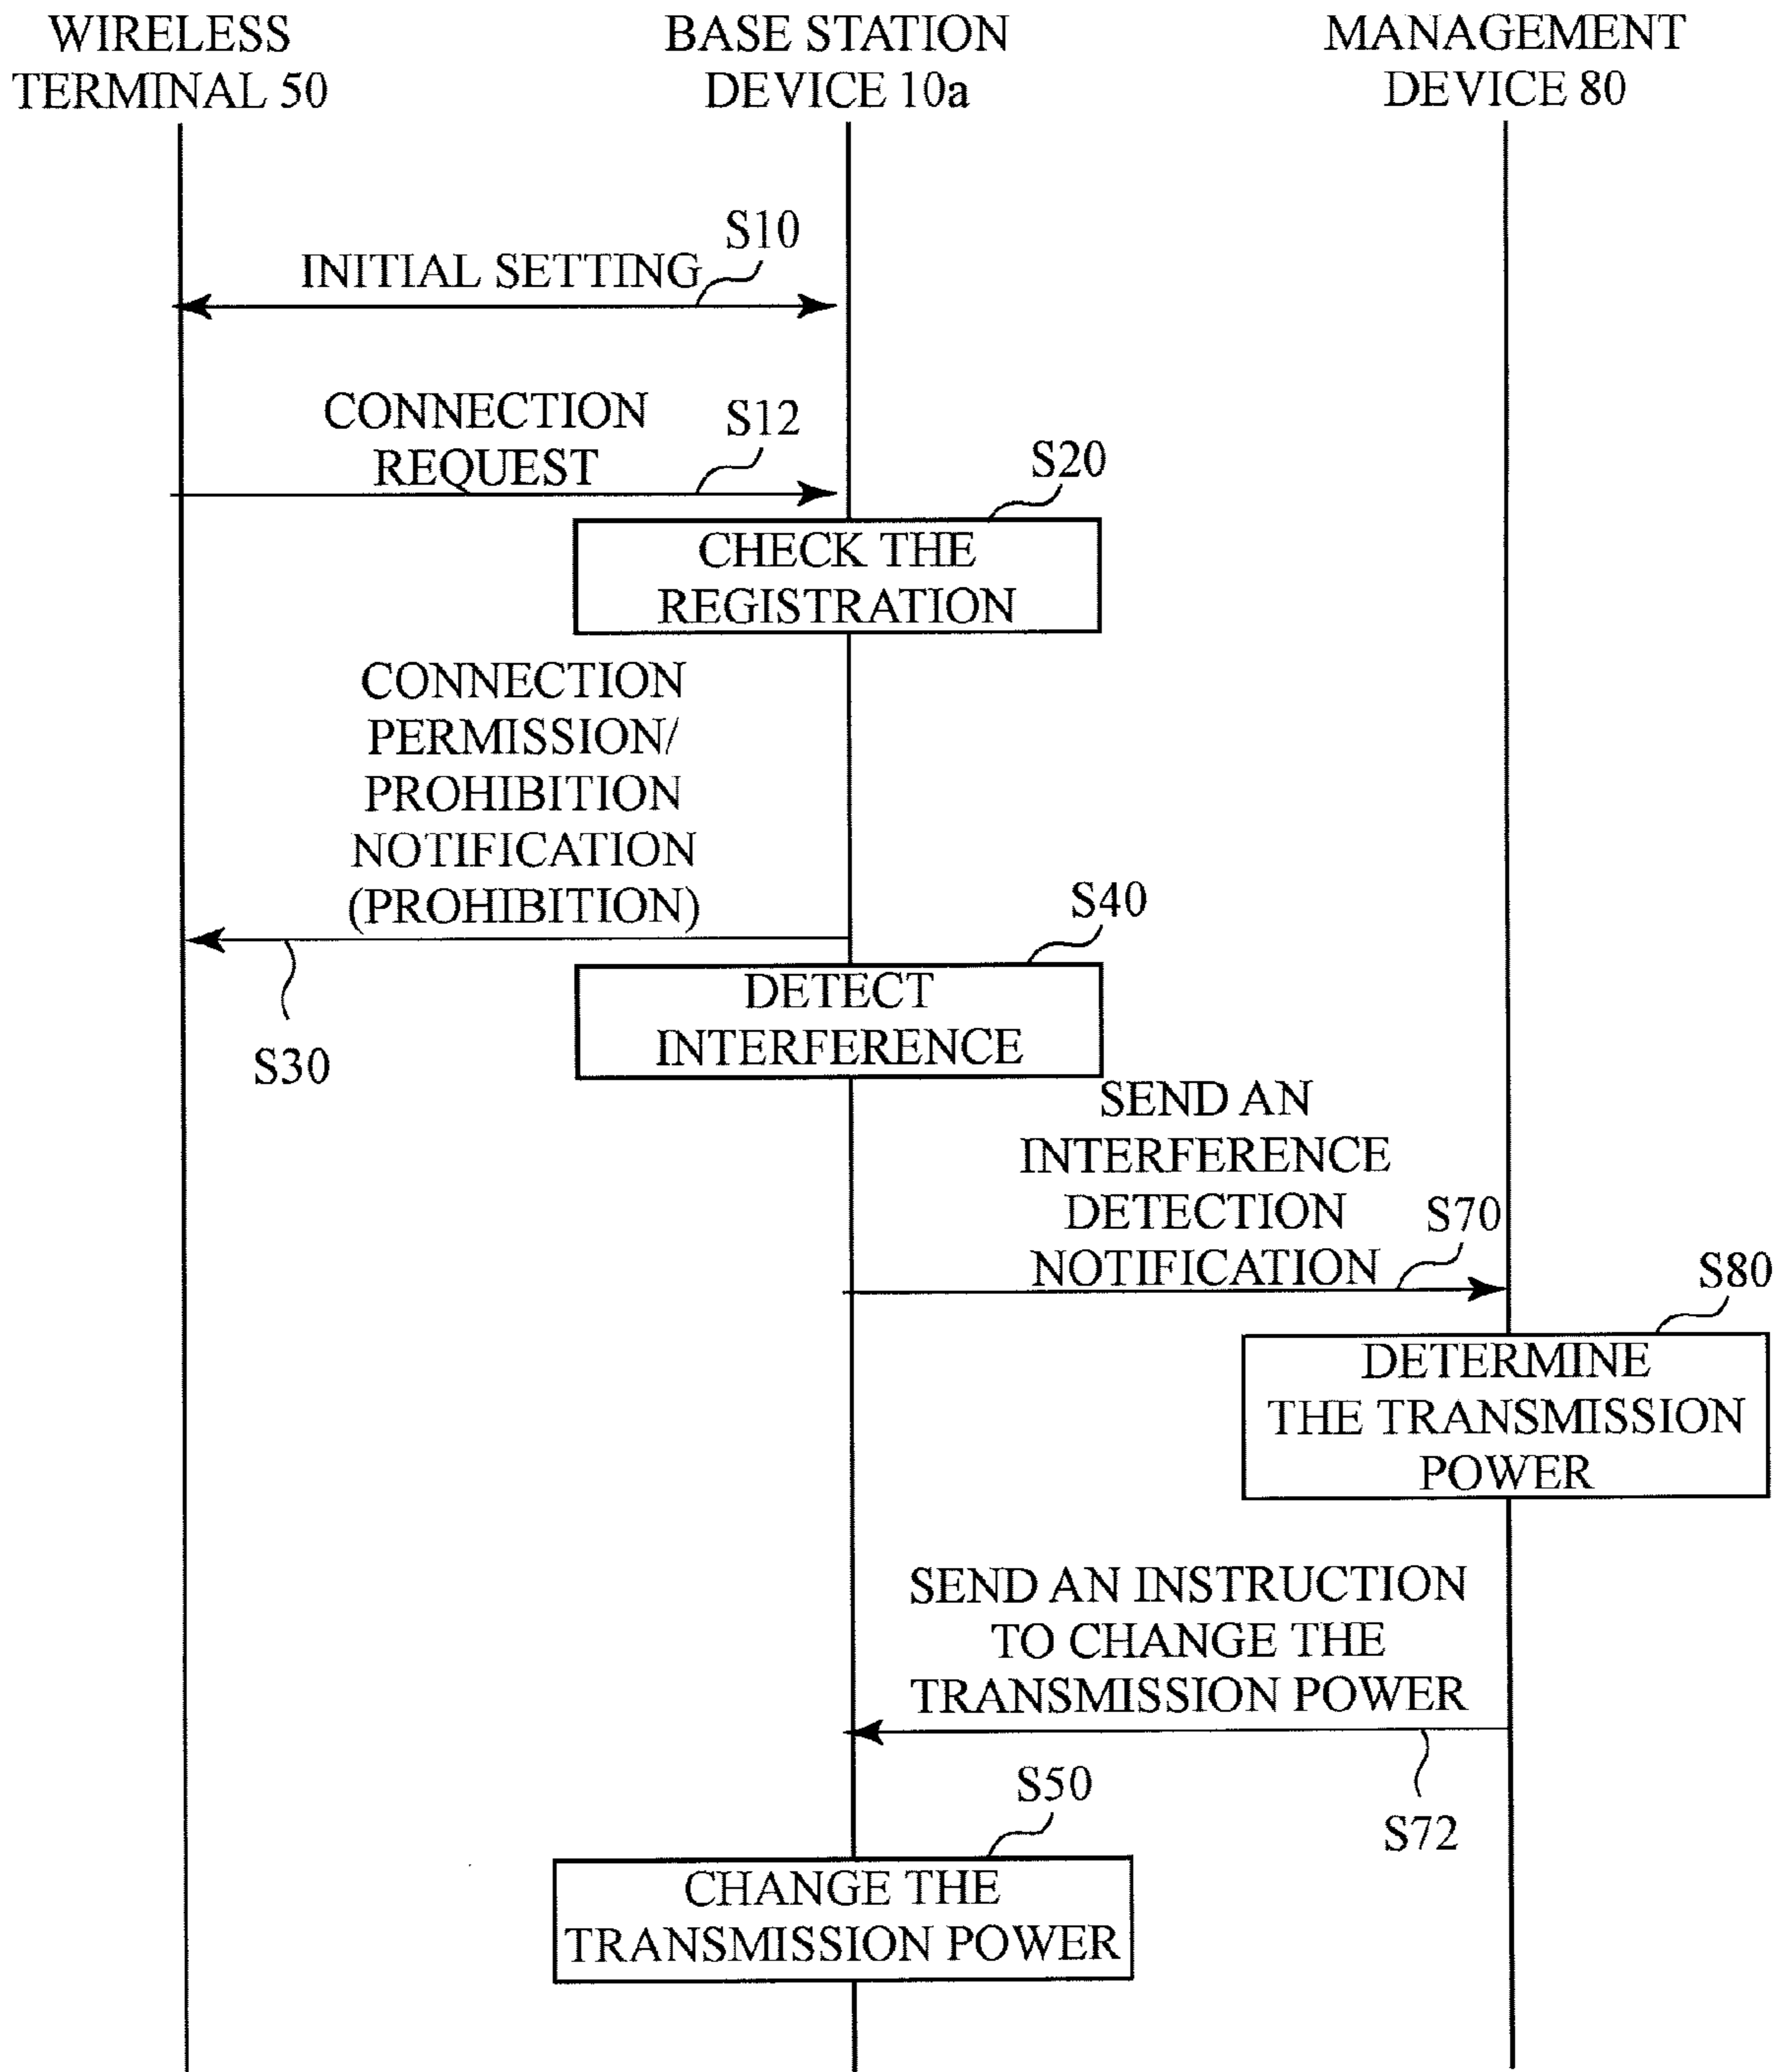 WIRELESS
TERMINAL 50
BASE STATION
DEVICE 10a
MANAGEMENT
DEVICE 80
S10
INITIAL SETTING
CONNECTION
REQUEST
S12
S20
CHECK THE
REGISTRATION
CONNECTION
PERMISSION/
PROHIBITION
NOTIFICATION
(PROHIBITION)
S30
S40
DETECT
INTERFERENCE
SEND AN
INTERFERENCE
DETECTION
NOTIFICATION
S70
S80
DETERMINE
THE TRANSMISSION
POWER
SEND AN INSTRUCTION
TO CHANGE THE
TRANSMISSION POWER
S72
S50
CHANGE THE
TRANSMISSION POWER